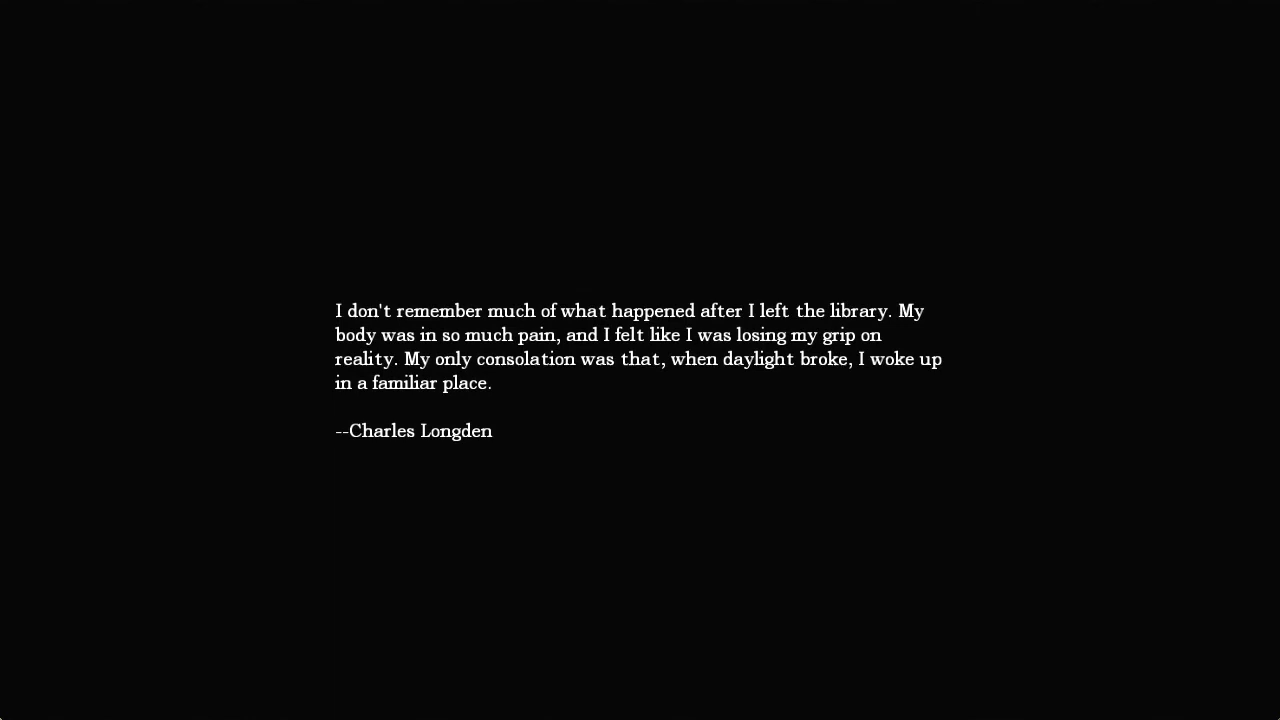 I don't remember much of what happened after I left the library. My
body was in so much pain, and I felt like I was losing my grip on
reality. My only consolation was that, when daylight broke, I woke up
in a familiar place.
--Charles Longden